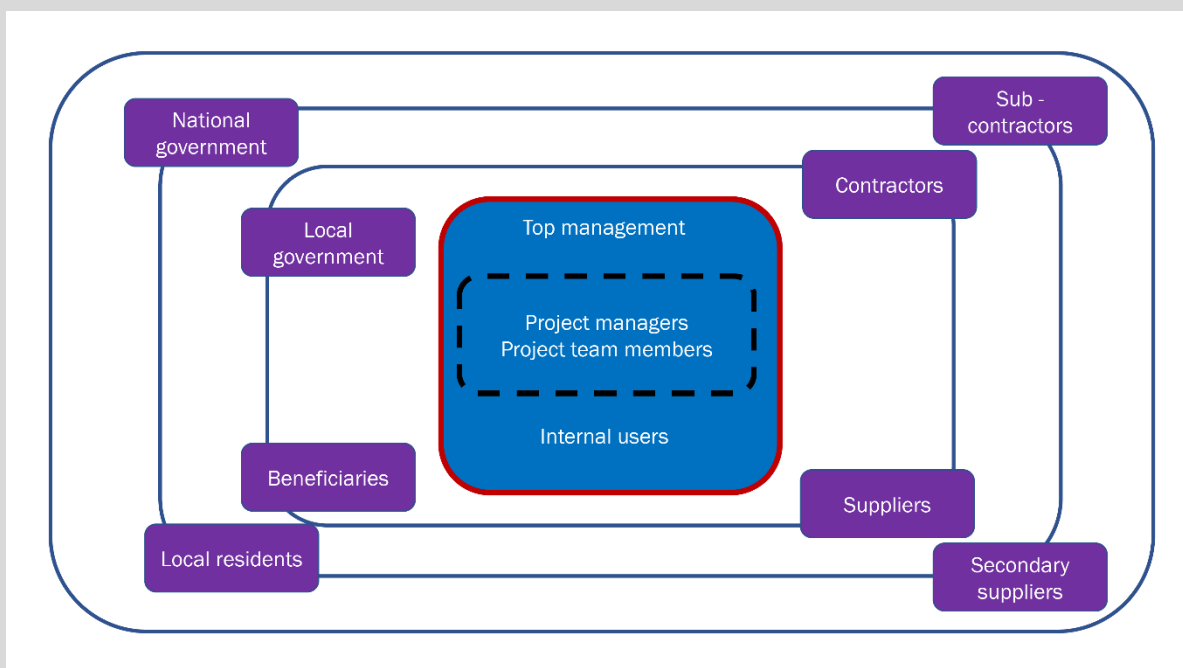 National
government
Sub -
contractors
Contractors
Local
government
Top management
Project managers
Project team members
Internal users
Beneficiaries
Suppliers
Local residents
Secondary
suppliers